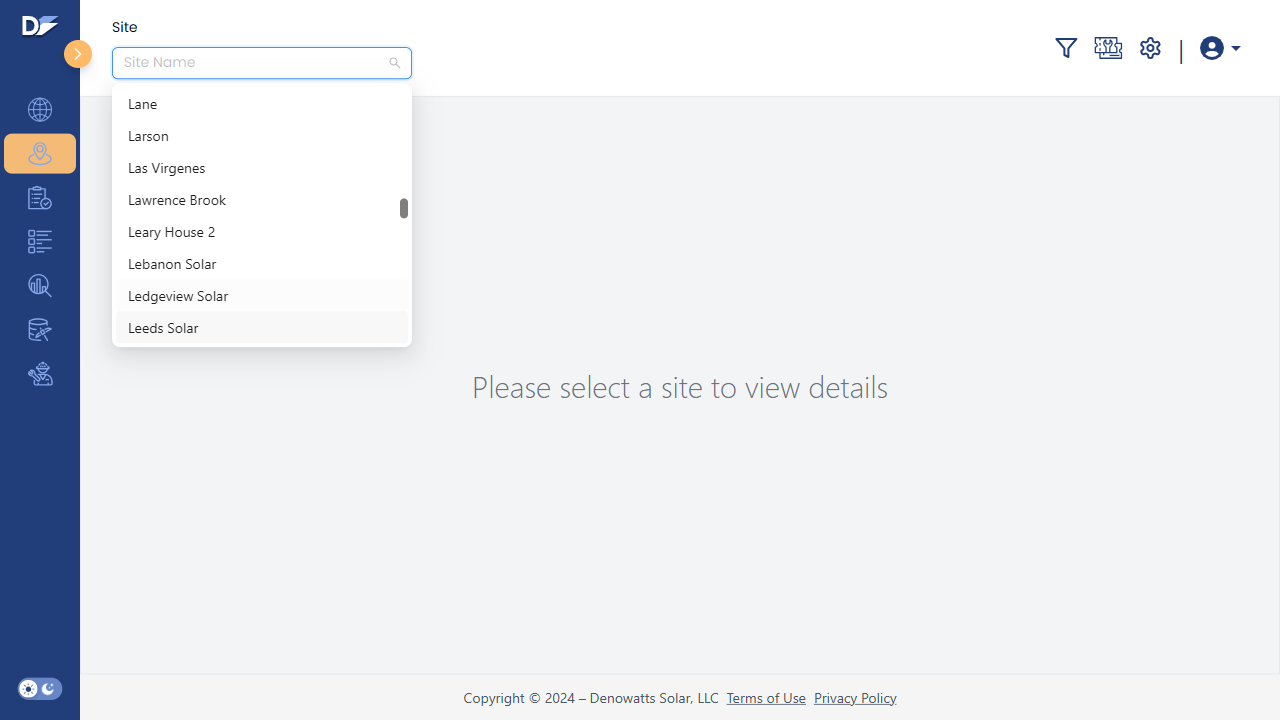 Site
Site Name
Lane
Larson
Las Virgenes
Lawrence Brook
Leary House 2
Lebanon Solar
Ledgeview Solar
Leeds Solar
Please select a site to view details
Copyright © 2024 – Denowatts Solar, LLC Terms of Use Privacy Policy